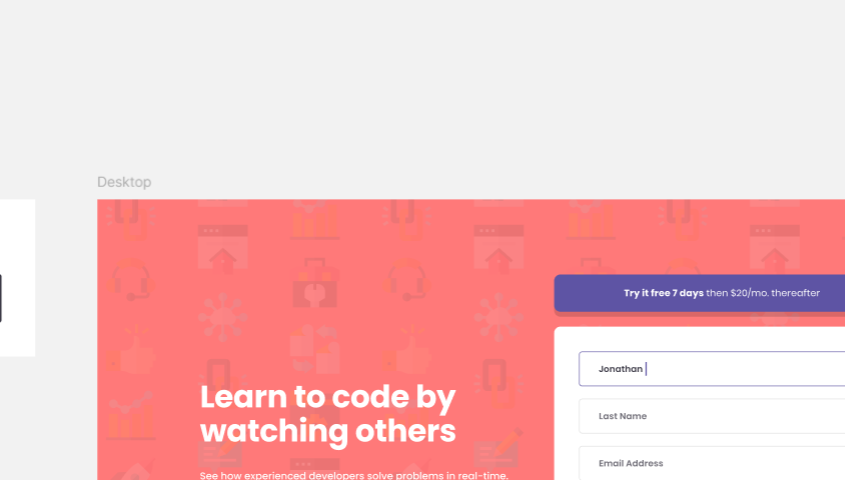 Desktop
Learn to code by
watching others
See how experienced developers solve problems in real-time.
Try it free 7 days then $20/mo. thereafter
Jonathan
Last Name
Email Address